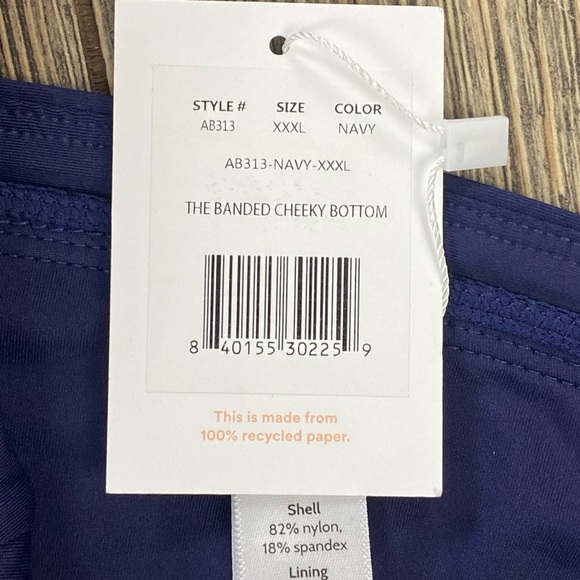 STYLE # SIZE COLOR
AB313 XXXL NAVY
AB313-NAVY-XXXL
THE BANDED CHEEKY BOTTOM
8 40155 30225 9
This is made from
100% recycled paper.
Shell
82% nylon,
18% spandex
Lining